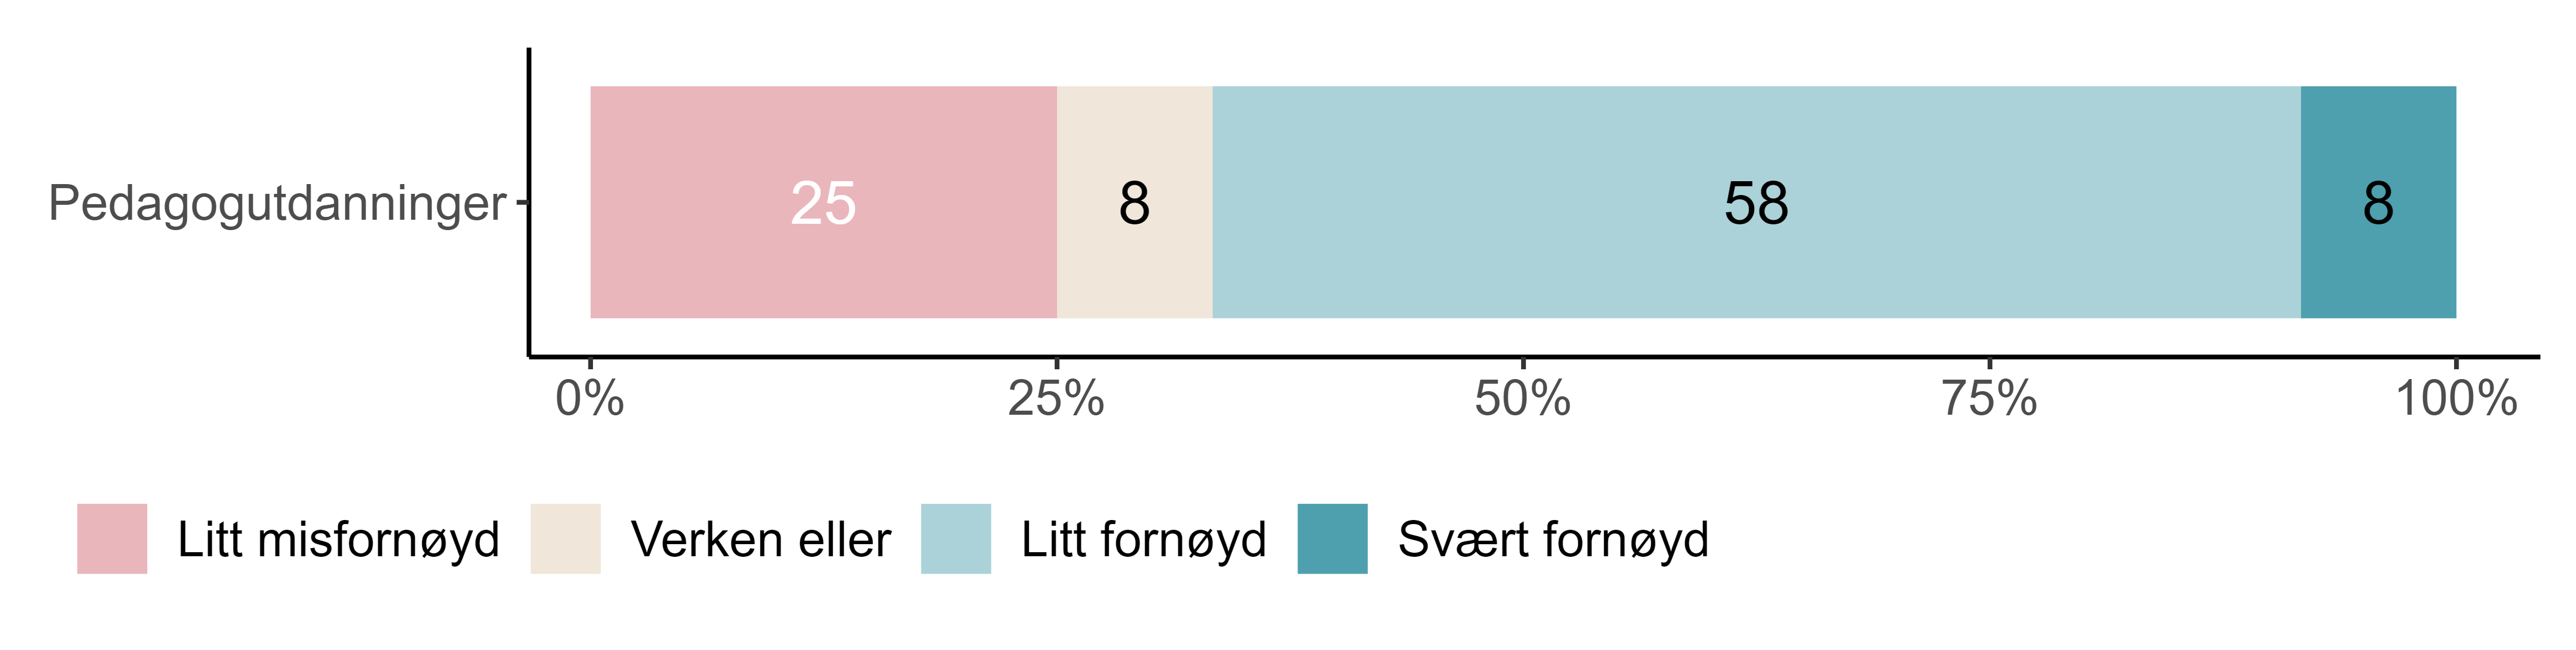 Pedagogutdanninger 25 8 58 8
0% 25% 50% 75% 100%
Litt misfornøyd Verken eller Litt fornøyd Svært fornøyd